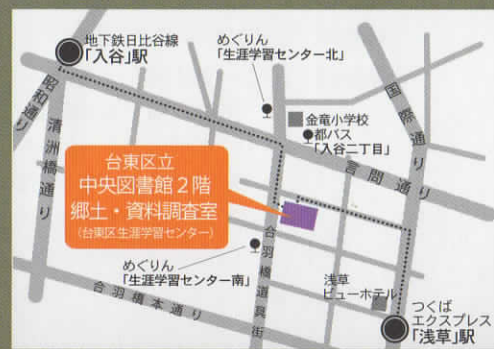 地下鉄日比谷線
「入谷」駅
めぐりん
「生涯学習センター北」
昭和通り
清洲橋通り
国際通り
金竜小学校
都バス
「入谷二丁目」
言問通り
台東区立
中央図書館2階
郷土・資料調査室
(台東区生涯学習センター)
めぐりん
「生涯学習センター南」
合羽橋道具街
合羽橋本通り
浅草
ビューホテル
つくば
エクスプレス
「浅草」駅